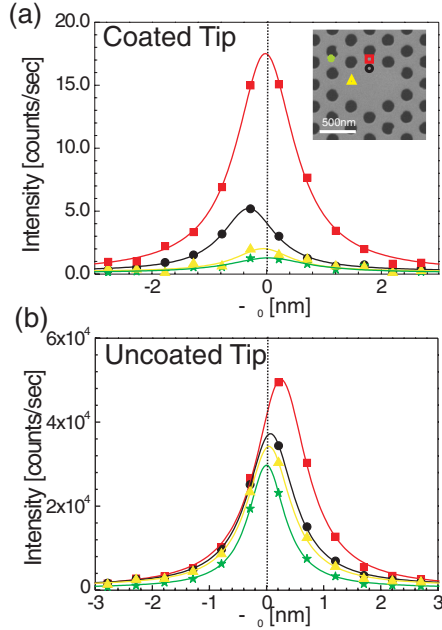 (a)
Coated Tip
Intensity [counts/sec]
20.0
15.0
10.0
5.0
0.0
500nm
-2
0
2
- ₀ [nm]
(b)
Uncoated Tip
Intensity [counts/sec]
6x10⁴
4x10⁴
2x10⁴
0
-3
-2
-1
0
1
2
3
- ₀ [nm]